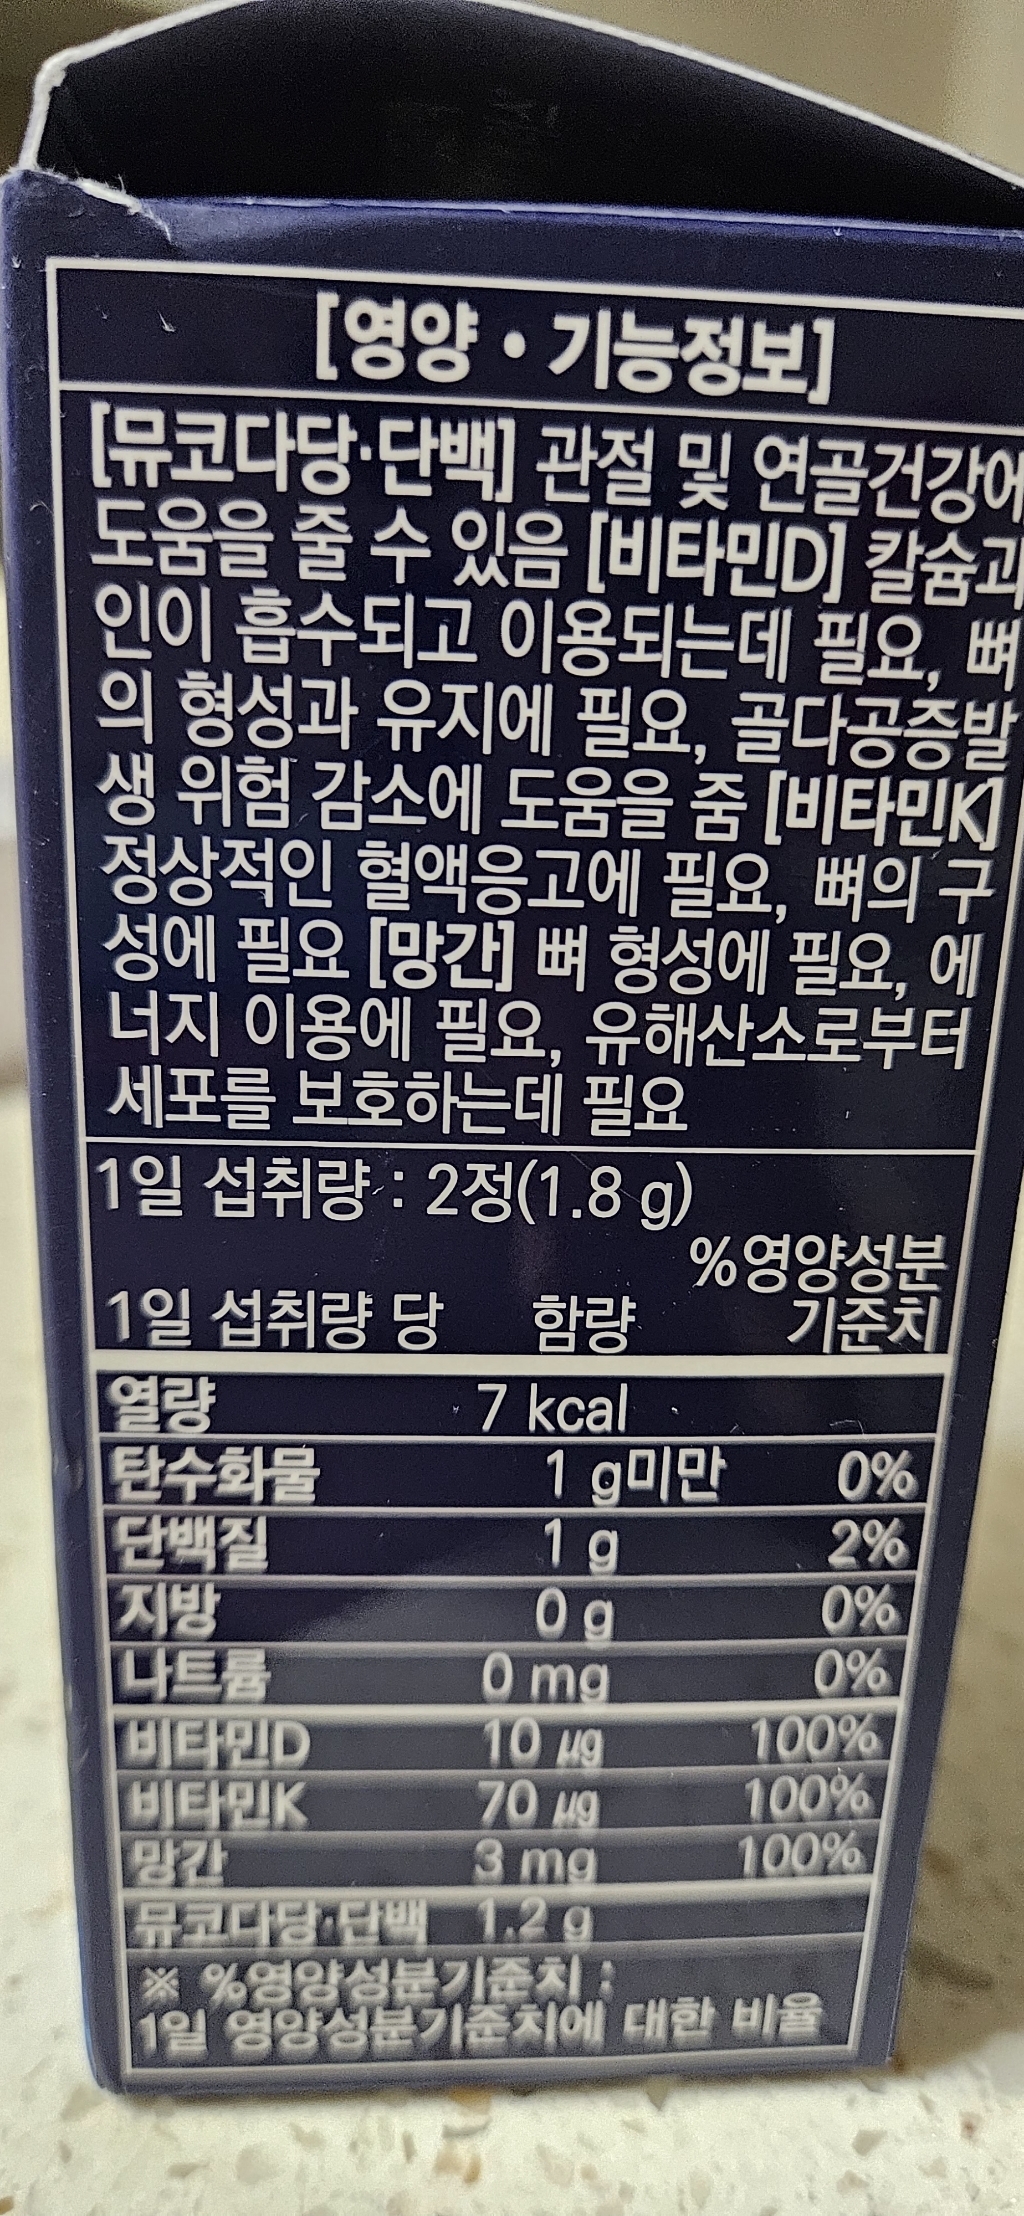 [영양 • 기능정보]
[뮤코다당·단백] 관절 및 연골건강에
도움을 줄 수 있음 [비타민D] 칼슘과
인이 흡수되고 이용되는데 필요, 뼈
의 형성과 유지에 필요, 골다공증발
생 위험 감소에 도움을 줌 [비타민K]
정상적인 혈액응고에 필요, 뼈의 구
성에 필요 [망간] 뼈 형성에 필요, 에
너지 이용에 필요, 유해산소로부터
세포를 보호하는데 필요
1일 섭취량 : 2정(1.8 g)
%영양성분
1일 섭취량 당 함량 기준치
열량 7 kcal
탄수화물 1 g미만 0%
단백질 1 g 2%
지방 0 g 0%
나트륨 0 mg 0%
비타민D 10 ㎍ 100%
비타민K 70 ㎍ 100%
망간 3 mg 100%
뮤코다당·단백 1.2 g
※ %영양성분기준치 :
1일 영양성분기준치에 대한 비율